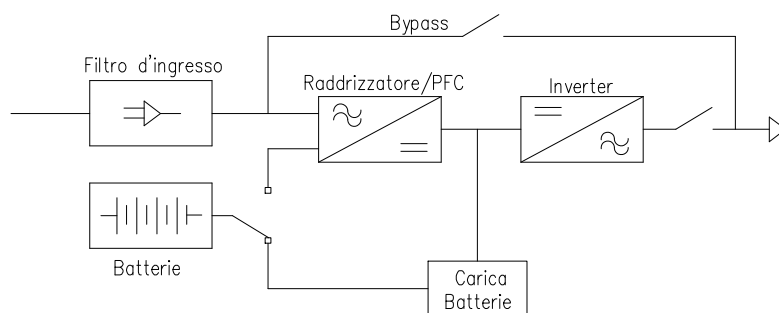 Bypass
Filtro d'ingresso
Raddrizzatore/PFC
Inverter
Batterie
Carica
Batterie